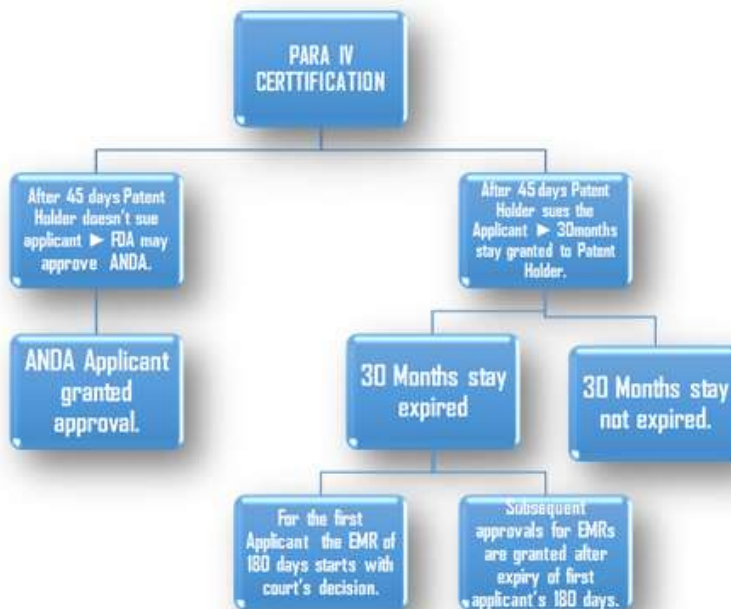 PARA IV
CERTTIFICATION
After 45 days Patent
Holder doesn't sue
applicant ► FDA may
approve ANDA.
After 45 days Patent
Holder sues the
Applicant ► 30months
stay granted to Patent
Holder.
ANDA Applicant
granted
approval.
30 Months stay
expired
30 Months stay
not expired.
For the first
Applicant the EMR of
180 days starts with
court's decision.
Subsequent
approvals for EMRs
are granted after
expiry of first
applicant's 180 days.